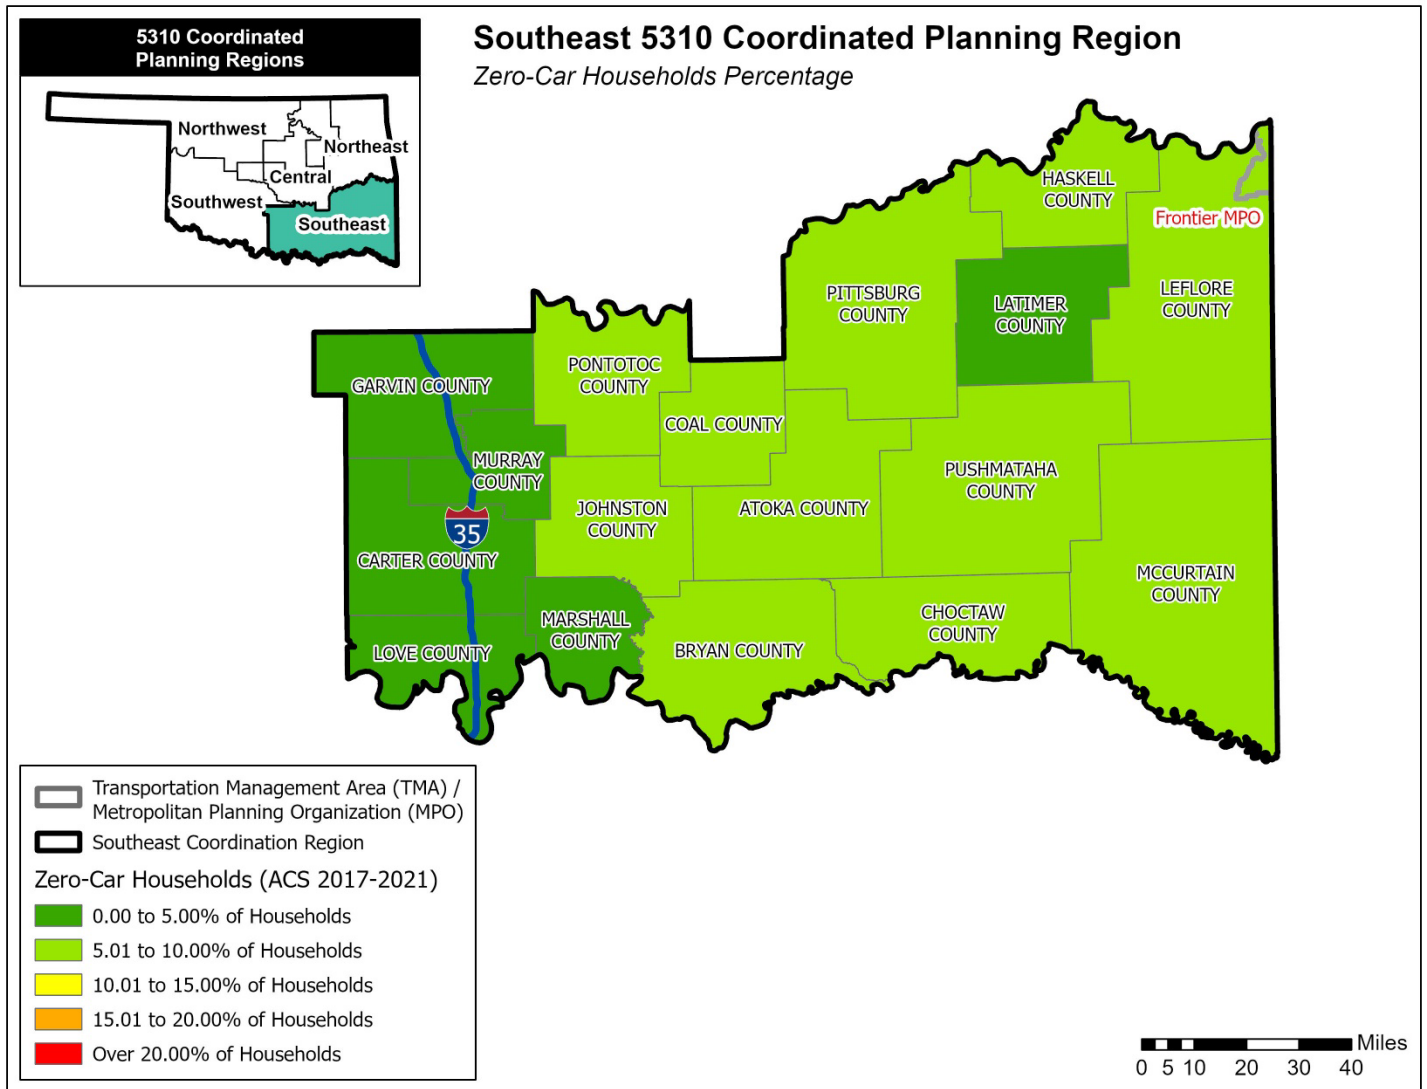 5310 Coordinated
Planning Regions
Northwest
Northeast
Central
Southwest
Southeast
Southeast 5310 Coordinated Planning Region
Zero-Car Households Percentage
HASKELL
COUNTY
Frontier MPO
PITTSBURG
COUNTY
LATIMER
COUNTY
LEFLORE
COUNTY
PONTOTOC
COUNTY
GARVIN COUNTY
COAL COUNTY
MURRAY
COUNTY
PUSHMATAHA
COUNTY
JOHNSTON
COUNTY
ATOKA COUNTY
35
CARTER COUNTY
MCCURTAIN
COUNTY
MARSHALL
COUNTY
CHOCTAW
COUNTY
LOVE COUNTY
BRYAN COUNTY
Transportation Management Area (TMA) /
Metropolitan Planning Organization (MPO)
Southeast Coordination Region
Zero-Car Households (ACS 2017-2021)
0.00 to 5.00% of Households
5.01 to 10.00% of Households
10.01 to 15.00% of Households
15.01 to 20.00% of Households
Over 20.00% of Households
Miles
0 5 10 20 30 40